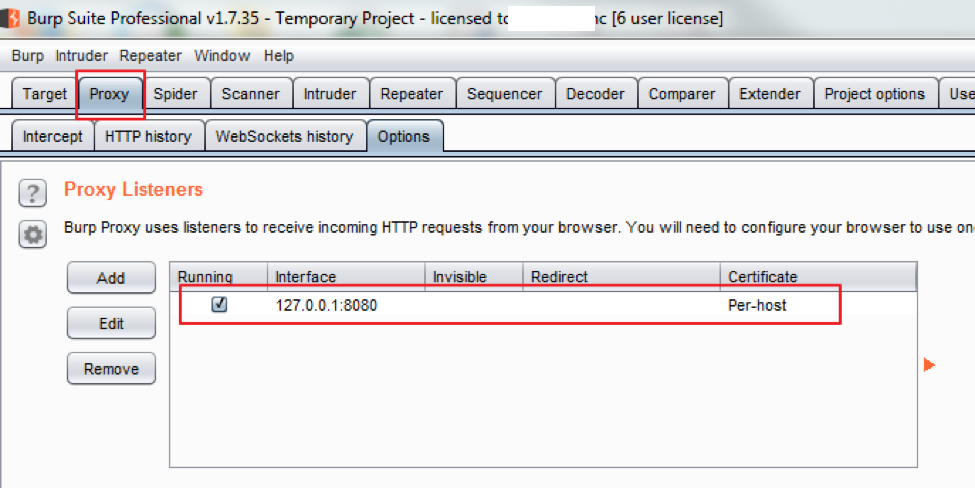 Burp Suite Professional v1.7.35 - Temporary Project - licensed to nc [6 user license]
Burp Intruder Repeater Window Help
Target Proxy Spider Scanner Intruder Repeater Sequencer Decoder Comparer Extender Project options Use
Intercept HTTP history WebSockets history Options
? Proxy Listeners
Burp Proxy uses listeners to receive incoming HTTP requests from your browser. You will need to configure your browser to use on
Add Running Interface Invisible Redirect Certificate
127.0.0.1:8080 Per-host
Edit
Remove